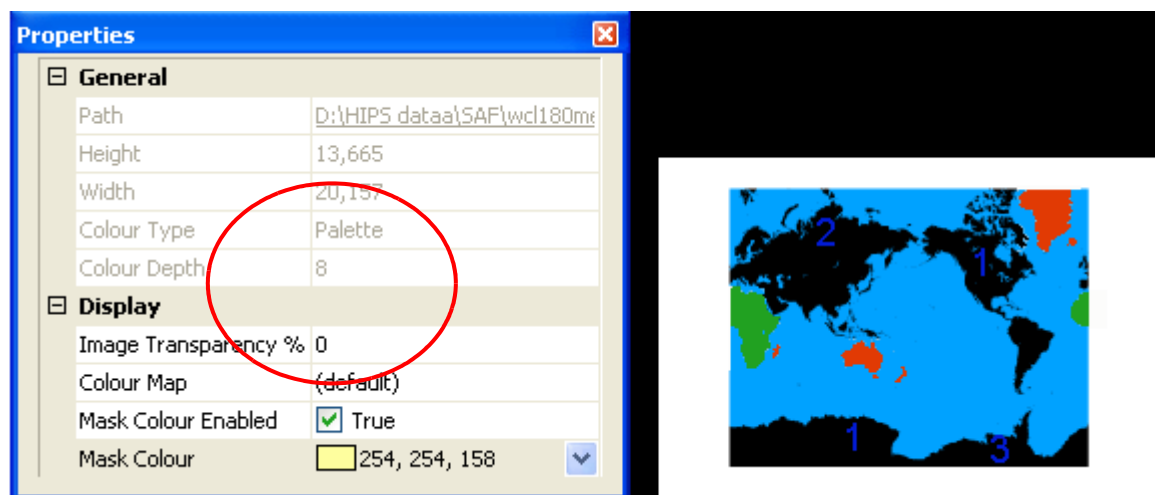 Properties
General
Path D:\HIPS dataa\SAF\wcl180me
Height 13,665
Width 20,157
Colour Type Palette
Colour Depth 8
Display
Image Transparency % 0
Colour Map (default)
Mask Colour Enabled True
Mask Colour 254, 254, 158
2
1
1
3